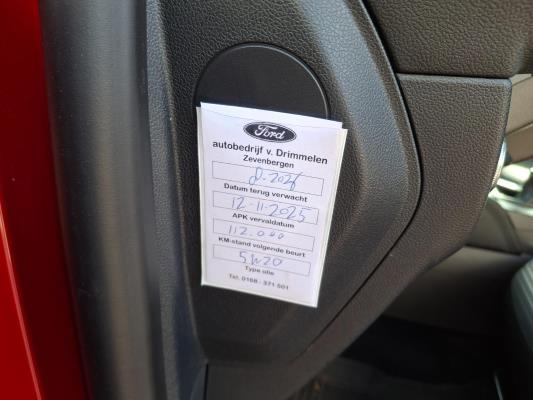 Ford
autobedrijf v. Drimmelen
Zevenbergen
Datum terug verwacht
12-11-2025
APK vervaldatum
112.000
KM-stand volgende beurt
5W20
Type olie
Tel. 0168 - 371 501